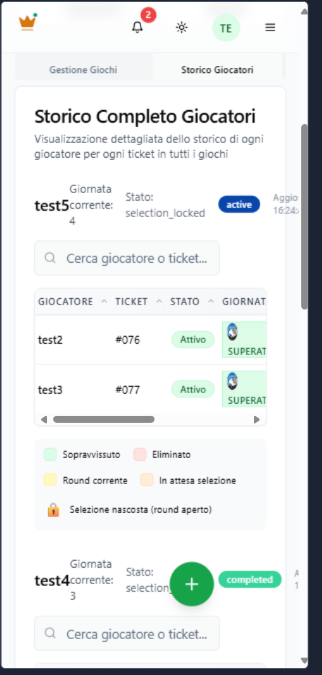 2
TE
Gestione Giochi Storico Giocatori
Storico Completo Giocatori
Visualizzazione dettagliata dello storico di ogni
giocatore per ogni ticket in tutti i giochi
test5 Giornata corrente: 4 Stato: selection_locked active Aggio 16:24:
Cerca giocatore o ticket...
GIOCATORE TICKET STATO GIORNAT
test2 #076 Attivo SUPERAT
test3 #077 Attivo SUPERAT
Sopravvissuto Eliminato
Round corrente In attesa selezione
Selezione nascosta (round aperto)
test4 Giornata corrente: 3 Stato: selection_ + completed A 1
Cerca giocatore o ticket...